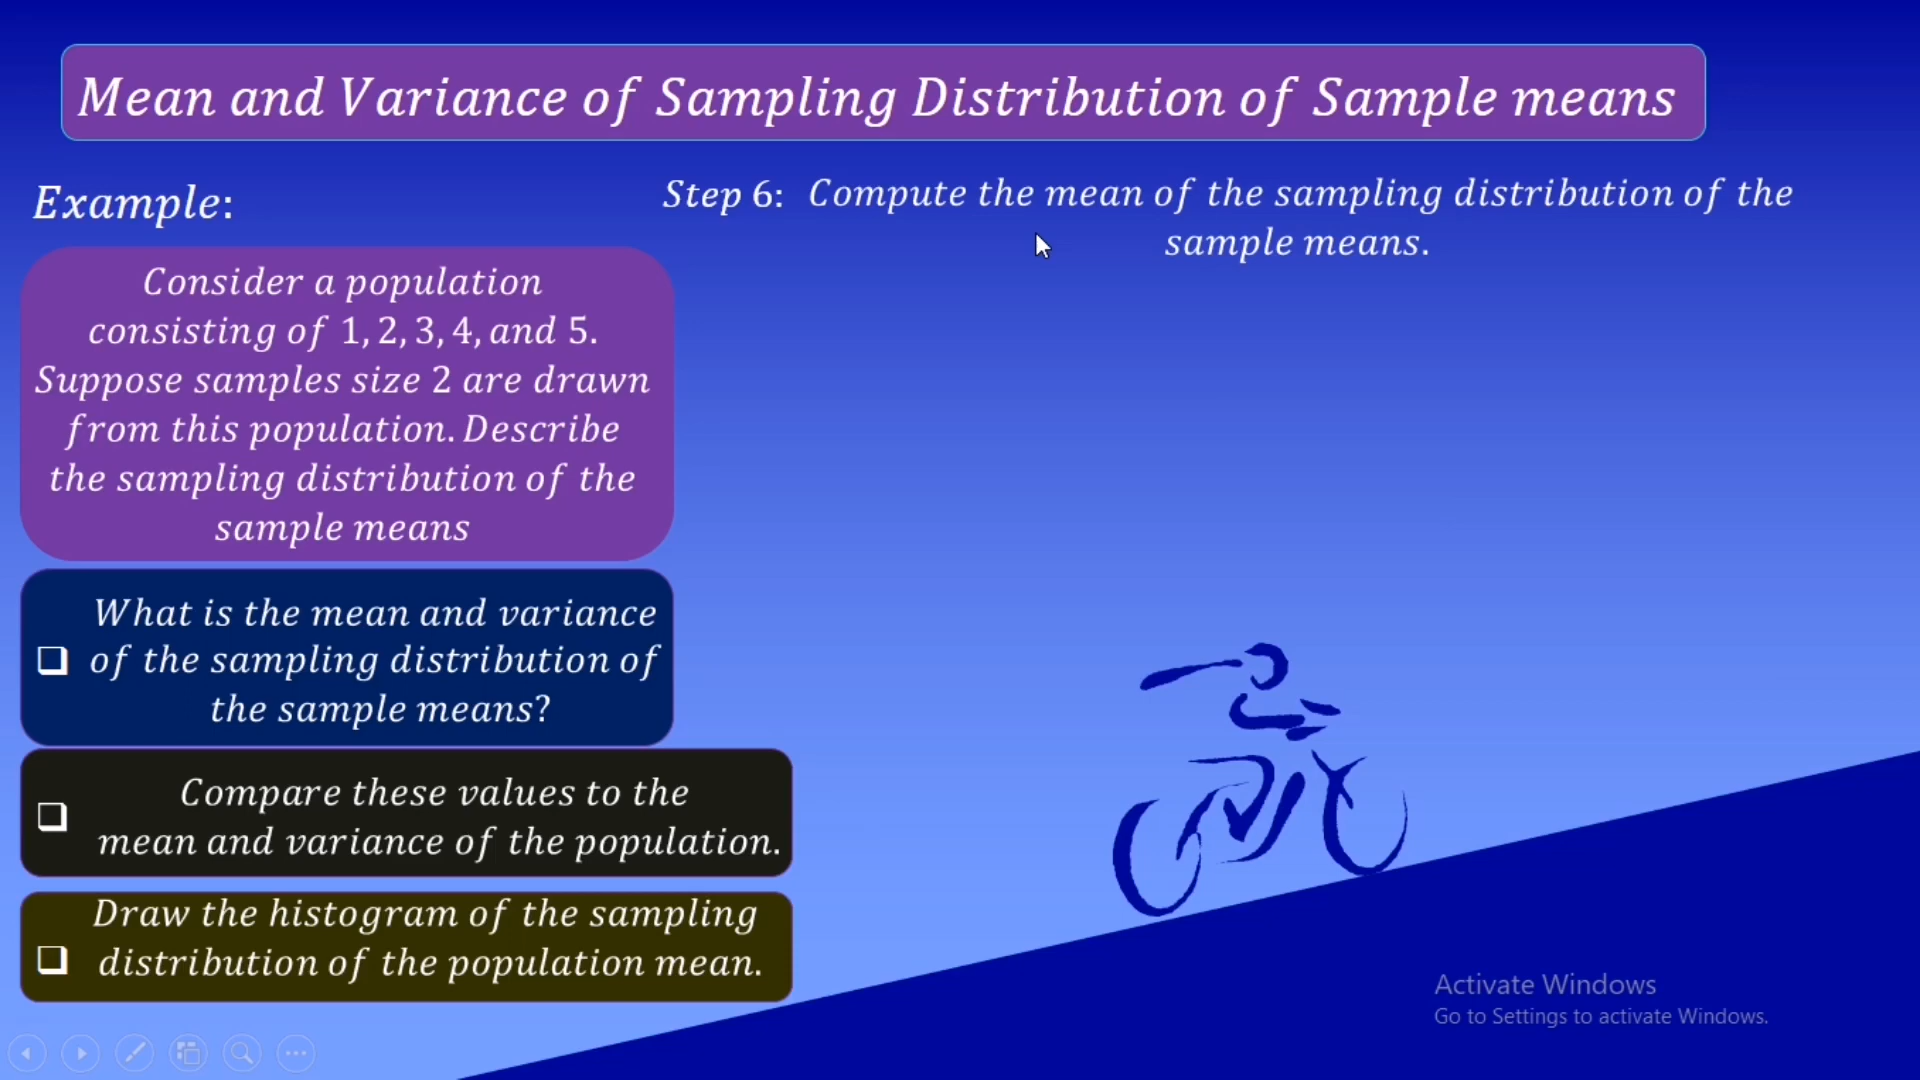 Mean and Variance of Sampling Distribution of Sample means
Example:
Consider a population
consisting of 1, 2, 3, 4, and 5.
Suppose samples size 2 are drawn
from this population. Describe
the sampling distribution of the
sample means
What is the mean and variance
of the sampling distribution of
the sample means?
Compare these values to the
mean and variance of the population.
Draw the histogram of the sampling
distribution of the population mean.
Step 6: Compute the mean of the sampling distribution of the
sample means.
Activate Windows
Go to Settings to activate Windows.